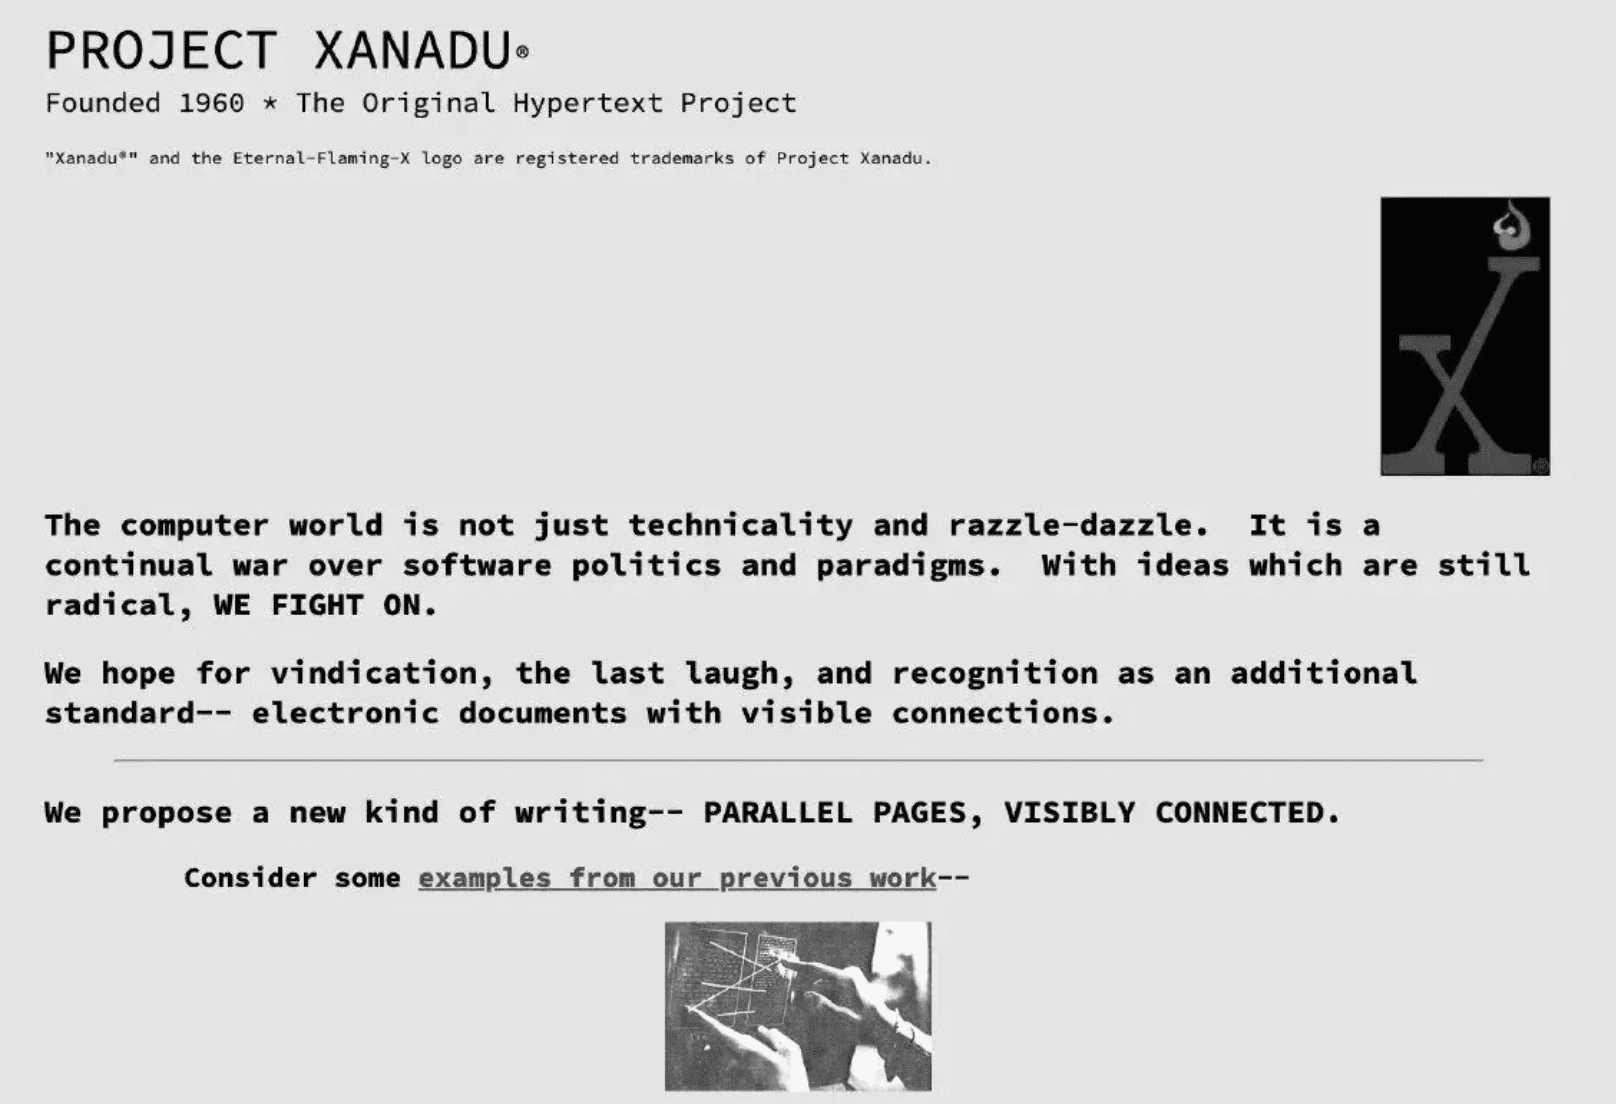 PROJECT XANADU®
Founded 1960 * The Original Hypertext Project
"Xanadu®" and the Eternal-Flaming-X logo are registered trademarks of Project Xanadu.
X
®
The computer world is not just technicality and razzle-dazzle.  It is a
continual war over software politics and paradigms.  With ideas which are still
radical, WE FIGHT ON.
We hope for vindication, the last laugh, and recognition as an additional
standard-- electronic documents with visible connections.
We propose a new kind of writing-- PARALLEL PAGES, VISIBLY CONNECTED.
Consider some examples from our previous work--